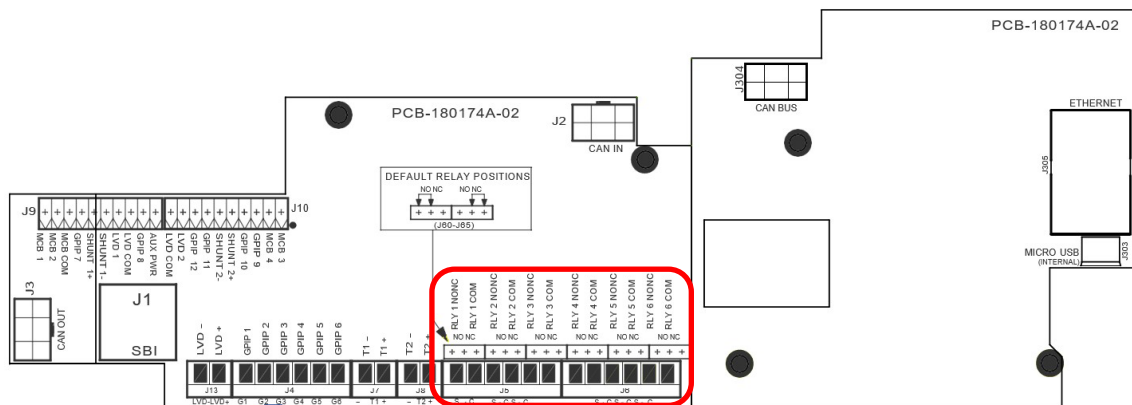 PCB-180174A-02
J304
CAN BUS
ETHERNET
J305
MICRO USB
(INTERNAL)
J303
PCB-180174A-02
J2
CAN IN
DEFAULT RELAY POSITIONS
NO NC NO NC
(J60-J65)
J9 J10
MCB 1
MCB 2
MCB COM
GPIP 7
SHUNT 1+
SHUNT 1-
LVD 1
LVD COM
GPIP 8
AUX PWR
LVD COM
LVD 2
GPIP 12
GPIP 11
SHUNT 2-
SHUNT 2+
GPIP 10
GPIP 9
MCB 4
MCB 3
J3
CAN OUT
J1
SBI
LVD -
LVD +
GPIP 1
GPIP 2
GPIP 3
GPIP 4
GPIP 5
GPIP 6
T1 -
T1 +
T2 -
T2 +
RLY 1 NONC
RLY 1 COM
RLY 2 NONC
RLY 2 COM
RLY 3 NONC
RLY 3 COM
RLY 4 NONC
RLY 4 COM
RLY 5 NONC
RLY 5 COM
RLY 6 NONC
RLY 6 COM
NO NC NO NC NO NC NO NC NO NC NO NC
J13 J4 J7 J8 J5 J6
LVD- LVD+ G1 G2 G3 G4 G5 G6 - T1+ - T2+